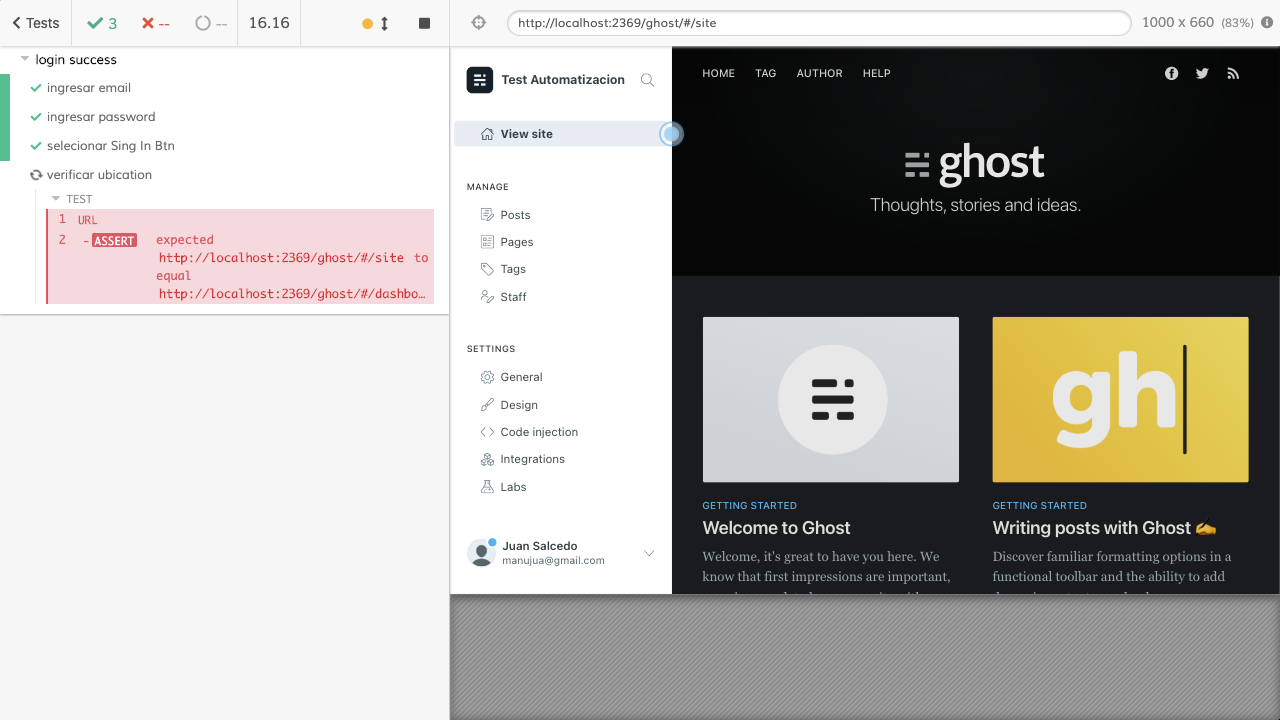 Tests
3
--
--
16.16
http://localhost:2369/ghost/#/site
1000 x 660 (83%)
login success
ingresar email
ingresar password
selecionar Sing In Btn
verificar ubication
TEST
1 URL
2 -ASSERT expected
http://localhost:2369/ghost/#/site to
equal
http://localhost:2369/ghost/#/dashbo…
Test Automatizacion
View site
MANAGE
Posts
Pages
Tags
Staff
SETTINGS
General
Design
Code injection
Integrations
Labs
Juan Salcedo
manujua@gmail.com
HOME TAG AUTHOR HELP
ghost
Thoughts, stories and ideas.
GETTING STARTED
Welcome to Ghost
Welcome, it's great to have you here. We
know that first impressions are important,
gh
GETTING STARTED
Writing posts with Ghost ✍️
Discover familiar formatting options in a
functional toolbar and the ability to add